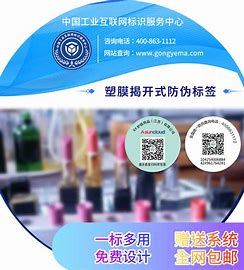 中国工业互联网标识服务中心
咨询电话：400-863-1112
网站查询：www.gongyema.com
塑膜揭开式防伪标签
Asuncloud
一标多用
免费设计
赠送系统
全网包邮